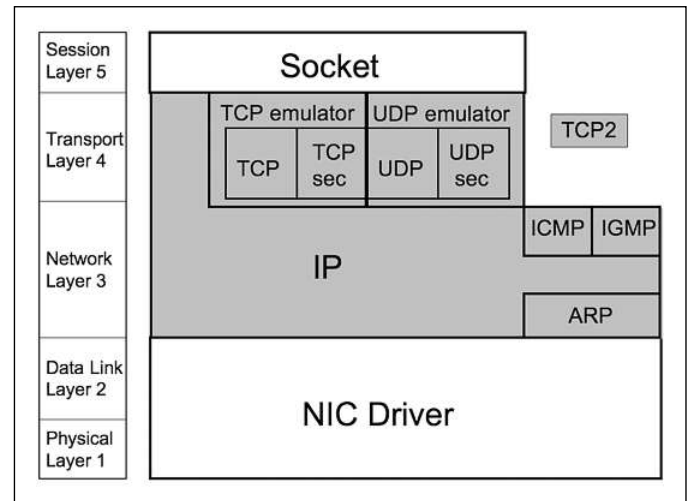 Session
Layer 5
Socket
Transport
Layer 4
TCP emulator
UDP emulator
TCP
TCP
sec
UDP
UDP
sec
TCP2
Network
Layer 3
IP
ICMP
IGMP
ARP
Data Link
Layer 2
NIC Driver
Physical
Layer 1